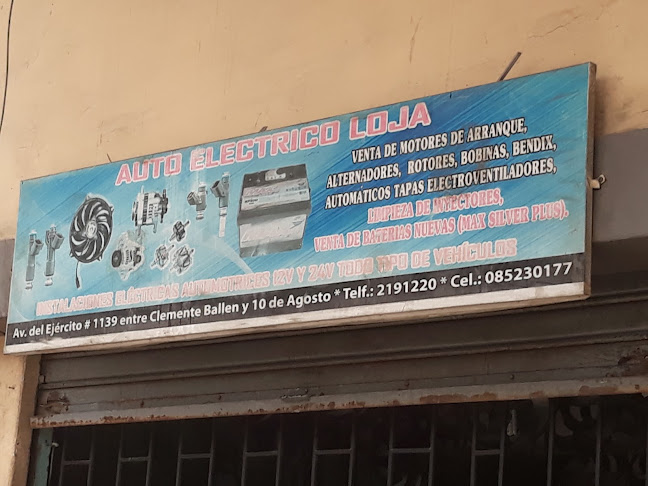 AUTO ELECTRICO LOJA
VENTA DE MOTORES DE ARRANQUE,
ALTERNADORES, ROTORES, BOBINAS, BENDIX,
AUTOMÁTICOS TAPAS ELECTROVENTILADORES,
LIMPIEZA DE INYECTORES,
VENTA DE BATERIAS NUEVAS (MAX SILVER PLUS).
INSTALACIONES ELÉCTRICAS AUTOMOTRICES 12V Y 24V TODO TIPO DE VEHÍCULOS
Av. del Ejército # 1139 entre Clemente Ballen y 10 de Agosto * Telf.: 2191220 * Cel.: 085230177